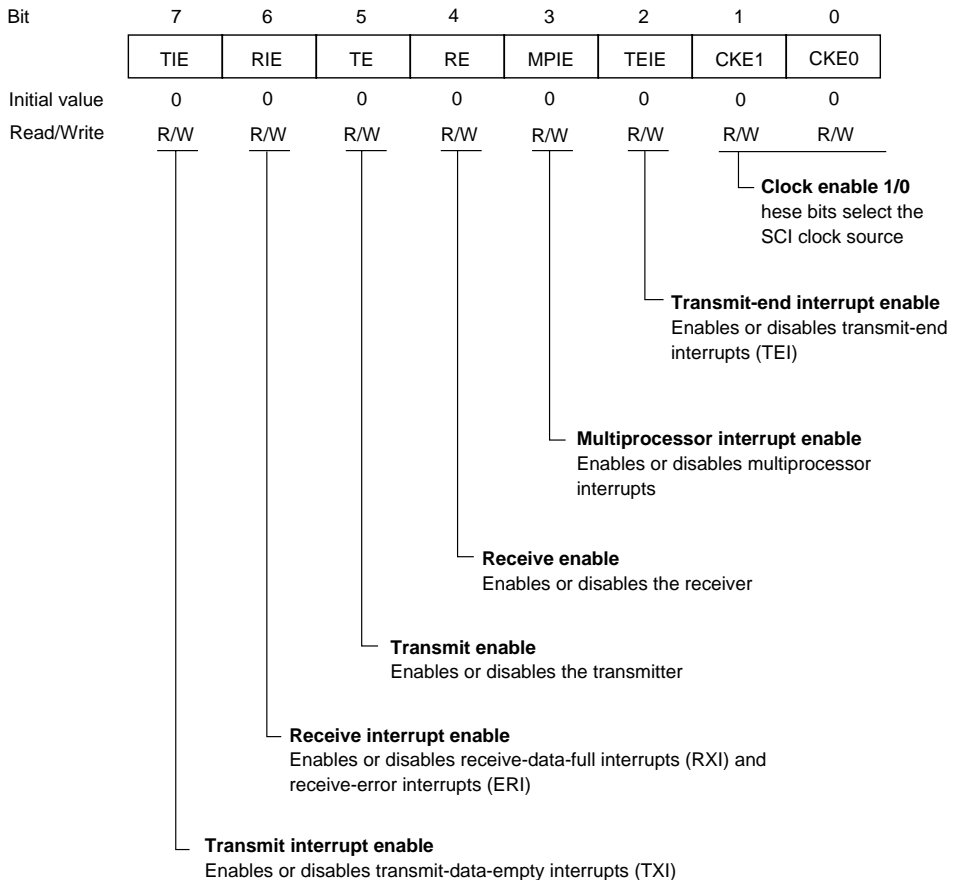 Bit 7 6 5 4 3 2 1 0
TIE RIE TE RE MPIE TEIE CKE1 CKE0
Initial value 0 0 0 0 0 0 0 0
Read/Write R/W R/W R/W R/W R/W R/W R/W R/W
Clock enable 1/0
hese bits select the
SCI clock source
Transmit-end interrupt enable
Enables or disables transmit-end
interrupts (TEI)
Multiprocessor interrupt enable
Enables or disables multiprocessor
interrupts
Receive enable
Enables or disables the receiver
Transmit enable
Enables or disables the transmitter
Receive interrupt enable
Enables or disables receive-data-full interrupts (RXI) and
receive-error interrupts (ERI)
Transmit interrupt enable
Enables or disables transmit-data-empty interrupts (TXI)